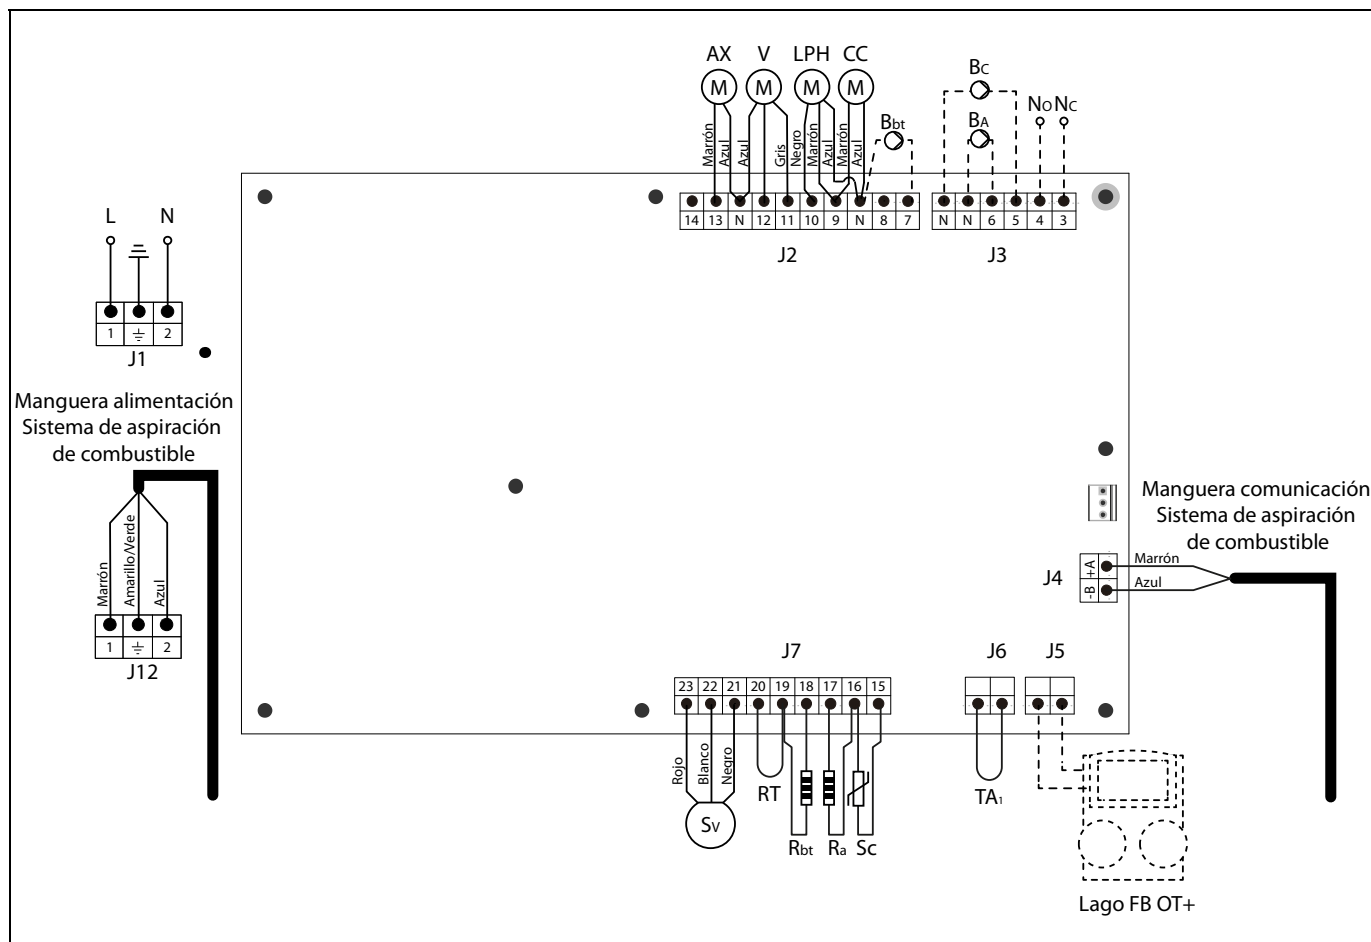 AX V LPH CC
M M M M
Marrón Azul Azul Gris Negro Marrón Azul Marrón Azul
Bbt
Bc
BA
No Nc
14 13 N 12 11 10 9 N 8 7
J2
N N 6 5 4 3
J3
L N
1 2
J1
Manguera alimentación
Sistema de aspiración
de combustible
Marrón Amarillo/Verde Azul
1 2
J12
Manguera comunicación
Sistema de aspiración
de combustible
J4
+A Marrón
-B Azul
J7
23 22 21 20 19 18 17 16 15
Rojo Blanco Negro
Sv
RT
Rbt Ra Sc
J6
TA1
J5
Lago FB OT+